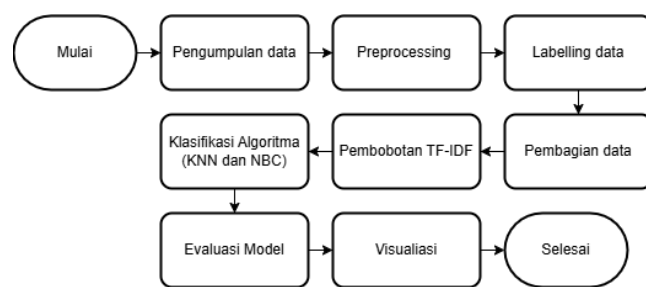 Mulai
Pengumpulan data
Preprocessing
Labelling data
Pembagian data
Pembobotan TF-IDF
Klasifikasi Algoritma
(KNN dan NBC)
Evaluasi Model
Visualiasi
Selesai